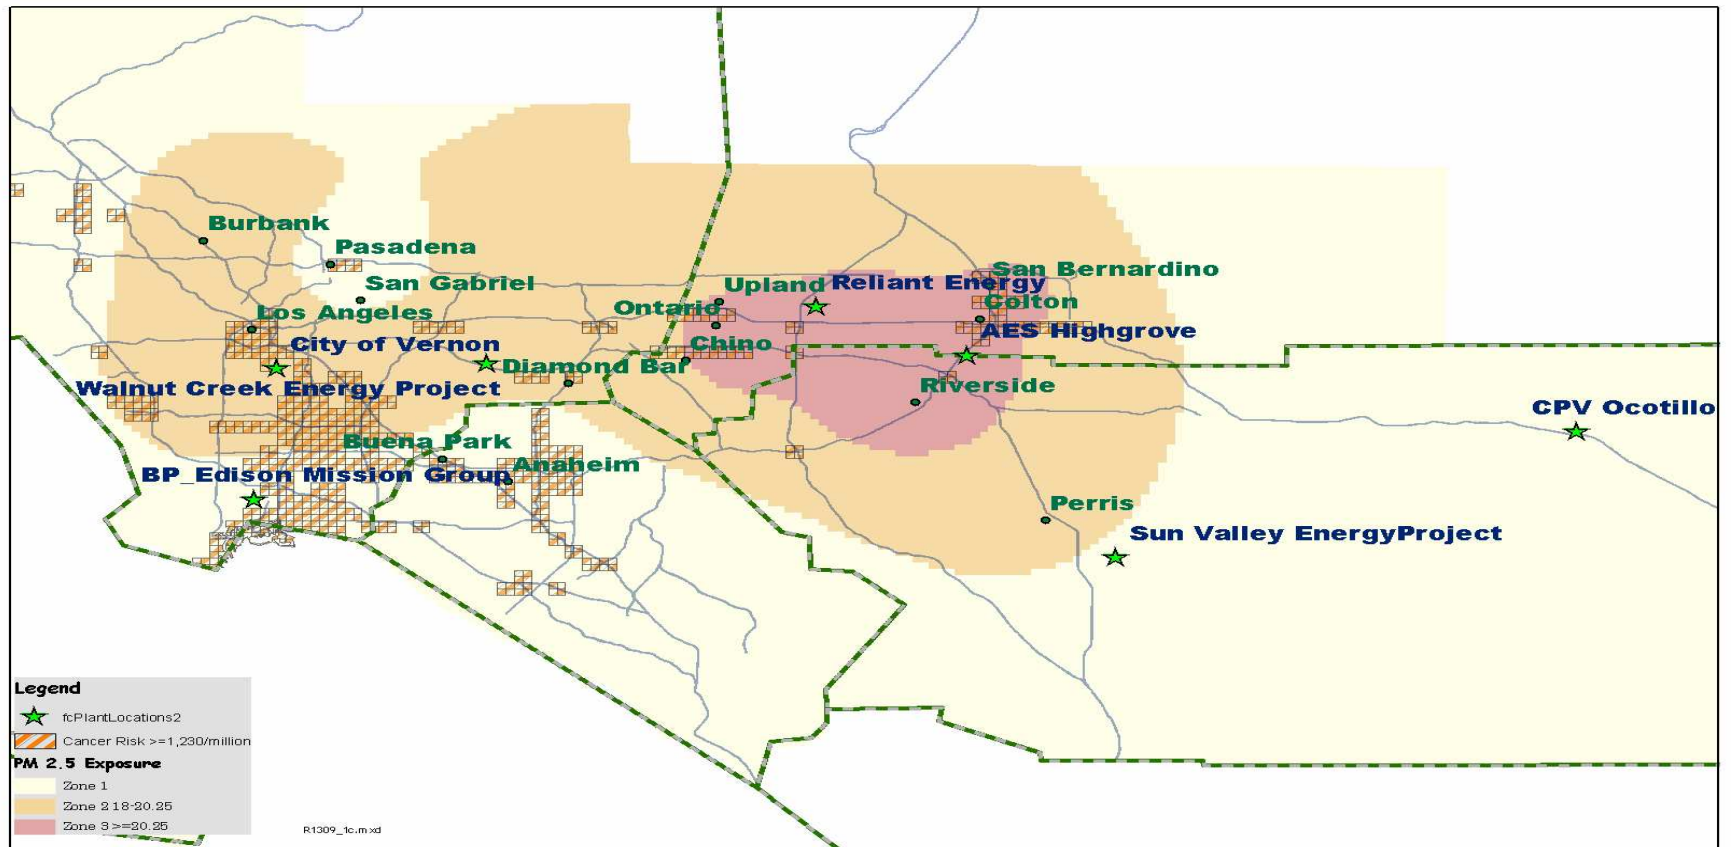 Burbank
Pasadena
San Gabriel
Los Angeles
City of Vernon
Diamond Bar
Walnut Creek Energy Project
Buena Park
Anaheim
BP_Edison Mission Group
Upland
Ontario
Chino
Reliant Energy
San Bernardino
Colton
AES Highgrove
Riverside
CPV Ocotillo
Perris
Sun Valley EnergyProject
Legend
fcPlantLocations2
Cancer Risk >=1,230/million
PM 2.5 Exposure
Zone 1
Zone 2 18-20.25
Zone 3 >=20.25
R1309_1c.mxd